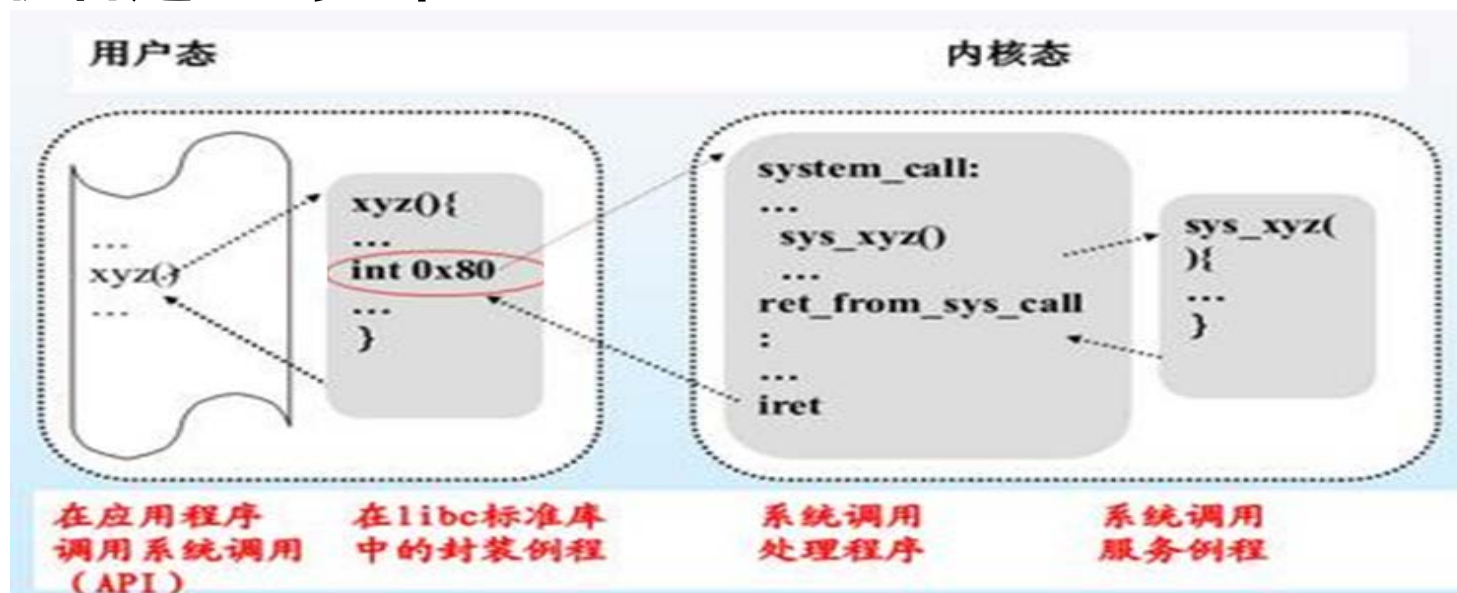 用户态
内核态
...
xyz()
...
xyz(){
...
int 0x80
...
}
system_call:
...
sys_xyz()
...
ret_from_sys_call
:
...
iret
sys_xyz(
){
...
}
在应用程序
调用系统调用
(API)
在libc标准库
中的封装例程
系统调用
处理程序
系统调用
服务例程